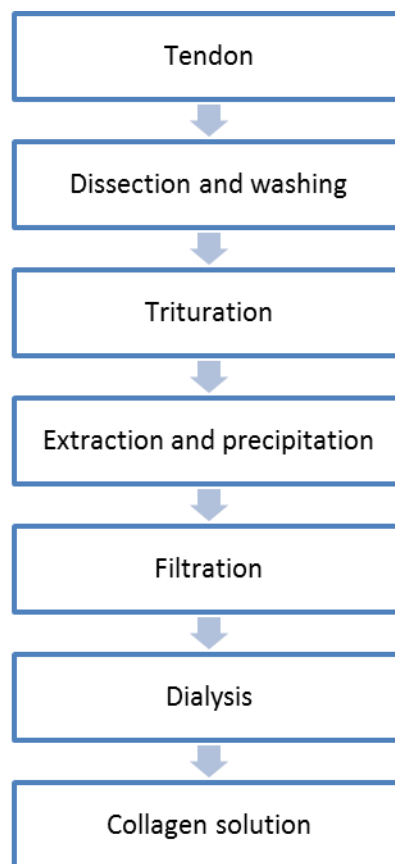 Tendon
Dissection and washing
Trituration
Extraction and precipitation
Filtration
Dialysis
Collagen solution